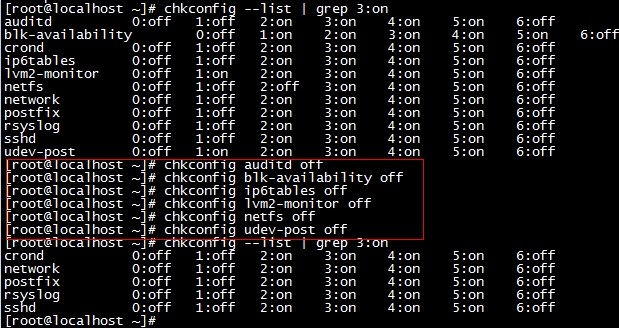 [root@localhost ~]# chkconfig --list | grep 3:on
auditd 0:off 1:off 2:on 3:on 4:on 5:on 6:off
blk-availability 0:off 1:on 2:on 3:on 4:on 5:on 6:off
crond 0:off 1:off 2:on 3:on 4:on 5:on 6:off
ip6tables 0:off 1:off 2:on 3:on 4:on 5:on 6:off
lvm2-monitor 0:off 1:on 2:on 3:on 4:on 5:on 6:off
netfs 0:off 1:off 2:off 3:on 4:on 5:on 6:off
network 0:off 1:off 2:on 3:on 4:on 5:on 6:off
postfix 0:off 1:off 2:on 3:on 4:on 5:on 6:off
rsyslog 0:off 1:off 2:on 3:on 4:on 5:on 6:off
sshd 0:off 1:off 2:on 3:on 4:on 5:on 6:off
udev-post 0:off 1:on 2:on 3:on 4:on 5:on 6:off
[root@localhost ~]# chkconfig auditd off
[root@localhost ~]# chkconfig blk-availability off
[root@localhost ~]# chkconfig ip6tables off
[root@localhost ~]# chkconfig lvm2-monitor off
[root@localhost ~]# chkconfig netfs off
[root@localhost ~]# chkconfig udev-post off
[root@localhost ~]# chkconfig --list | grep 3:on
crond 0:off 1:off 2:on 3:on 4:on 5:on 6:off
network 0:off 1:off 2:on 3:on 4:on 5:on 6:off
postfix 0:off 1:off 2:on 3:on 4:on 5:on 6:off
rsyslog 0:off 1:off 2:on 3:on 4:on 5:on 6:off
sshd 0:off 1:off 2:on 3:on 4:on 5:on 6:off
[root@localhost ~]#